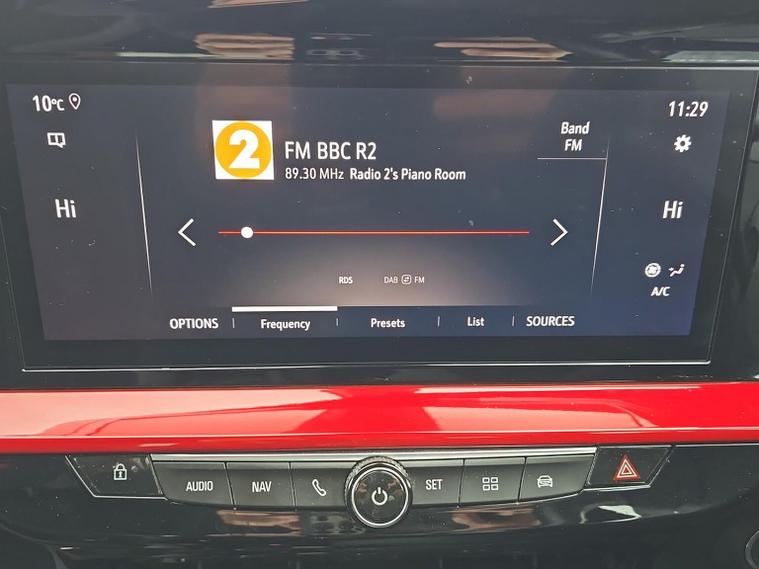 10°C
11:29
2
FM BBC R2
Band
FM
89.30 MHz Radio 2's Piano Room
Hi
Hi
RDS
DAB FM
A/C
OPTIONS
Frequency
Presets
List
SOURCES
AUDIO
NAV
SET